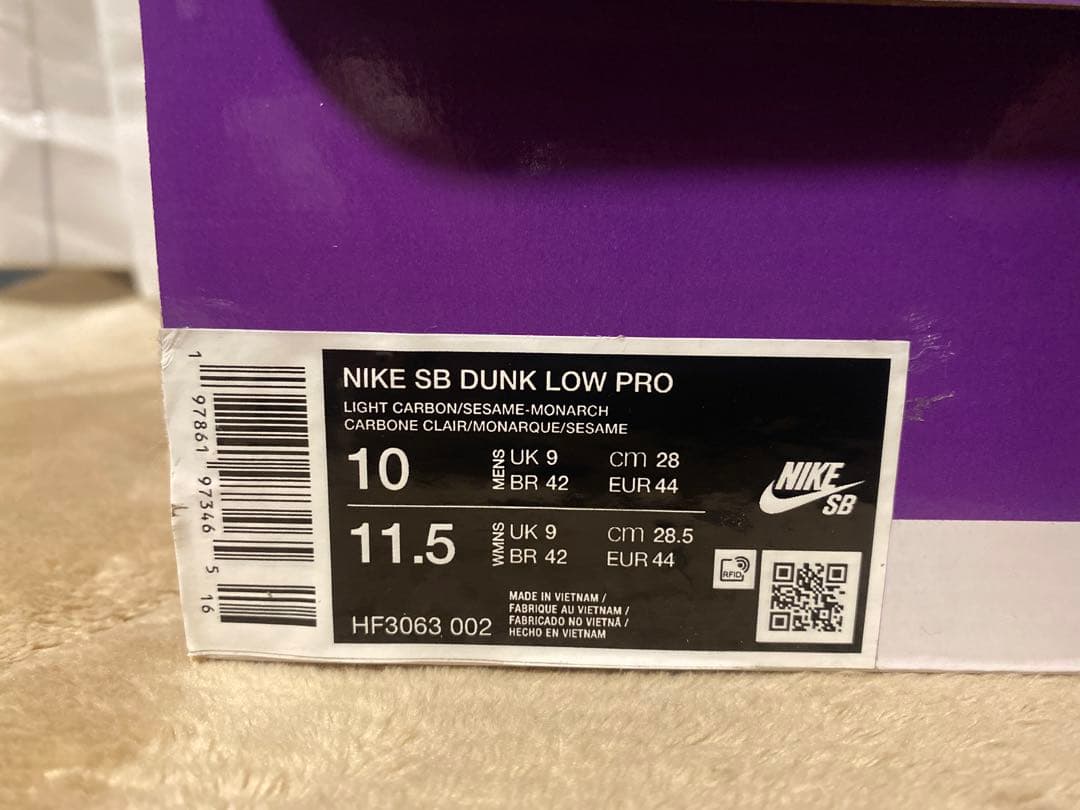 1 97861 97346 5 16
NIKE SB DUNK LOW PRO
LIGHT CARBON/SESAME-MONARCH
CARBONE CLAIR/MONARQUE/SESAME
10 MENS UK 9 cm 28
BR 42 EUR 44
11.5 WMNS UK 9 cm 28.5
BR 42 EUR 44
HF3063 002
MADE IN VIETNAM /
FABRIQUE AU VIETNAM /
FABRICADO NO VIETNÃ /
HECHO EN VIETNAM
NIKE
SB
RFID